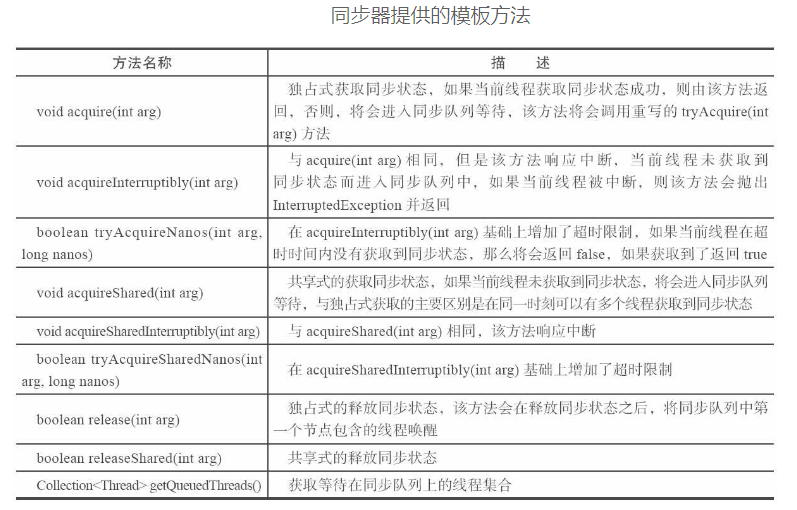 同步器提供的模板方法
方法名称
描 述
void acquire(int arg)
独占式获取同步状态，如果当前线程获取同步状态成功，则由该方法返
回，否则，将会进入同步队列等待，该方法将会调用重写的 tryAcquire(int
arg) 方法
void acquireInterruptibly(int arg)
与 acquire(int arg) 相同，但是该方法响应中断，当前线程未获取到
同步状态而进入同步队列中，如果当前线程被中断，则该方法会抛出
InterruptedException 并返回
boolean tryAcquireNanos(int arg,
long nanos)
在 acquireInterruptibly(int arg) 基础上增加了超时限制，如果当前线程在超
时时间内没有获取到同步状态，那么将会返回 false，如果获取到了返回 true
void acquireShared(int arg)
共享式的获取同步状态，如果当前线程未获取到同步状态，将会进入同步队列
等待，与独占式获取的主要区别是在同一时刻可以有多个线程获取到同步状态
void acquireSharedInterruptibly(int arg)
与 acquireShared(int arg) 相同，该方法响应中断
boolean tryAcquireSharedNanos(int
arg, long nanos)
在 acquireSharedInterruptibly(int arg) 基础上增加了超时限制
boolean release(int arg)
独占式的释放同步状态，该方法会在释放同步状态之后，将同步队列中第
一个节点包含的线程唤醒
boolean releaseShared(int arg)
共享式的释放同步状态
Collection<Thread> getQueuedThreads()
获取等待在同步队列上的线程集合